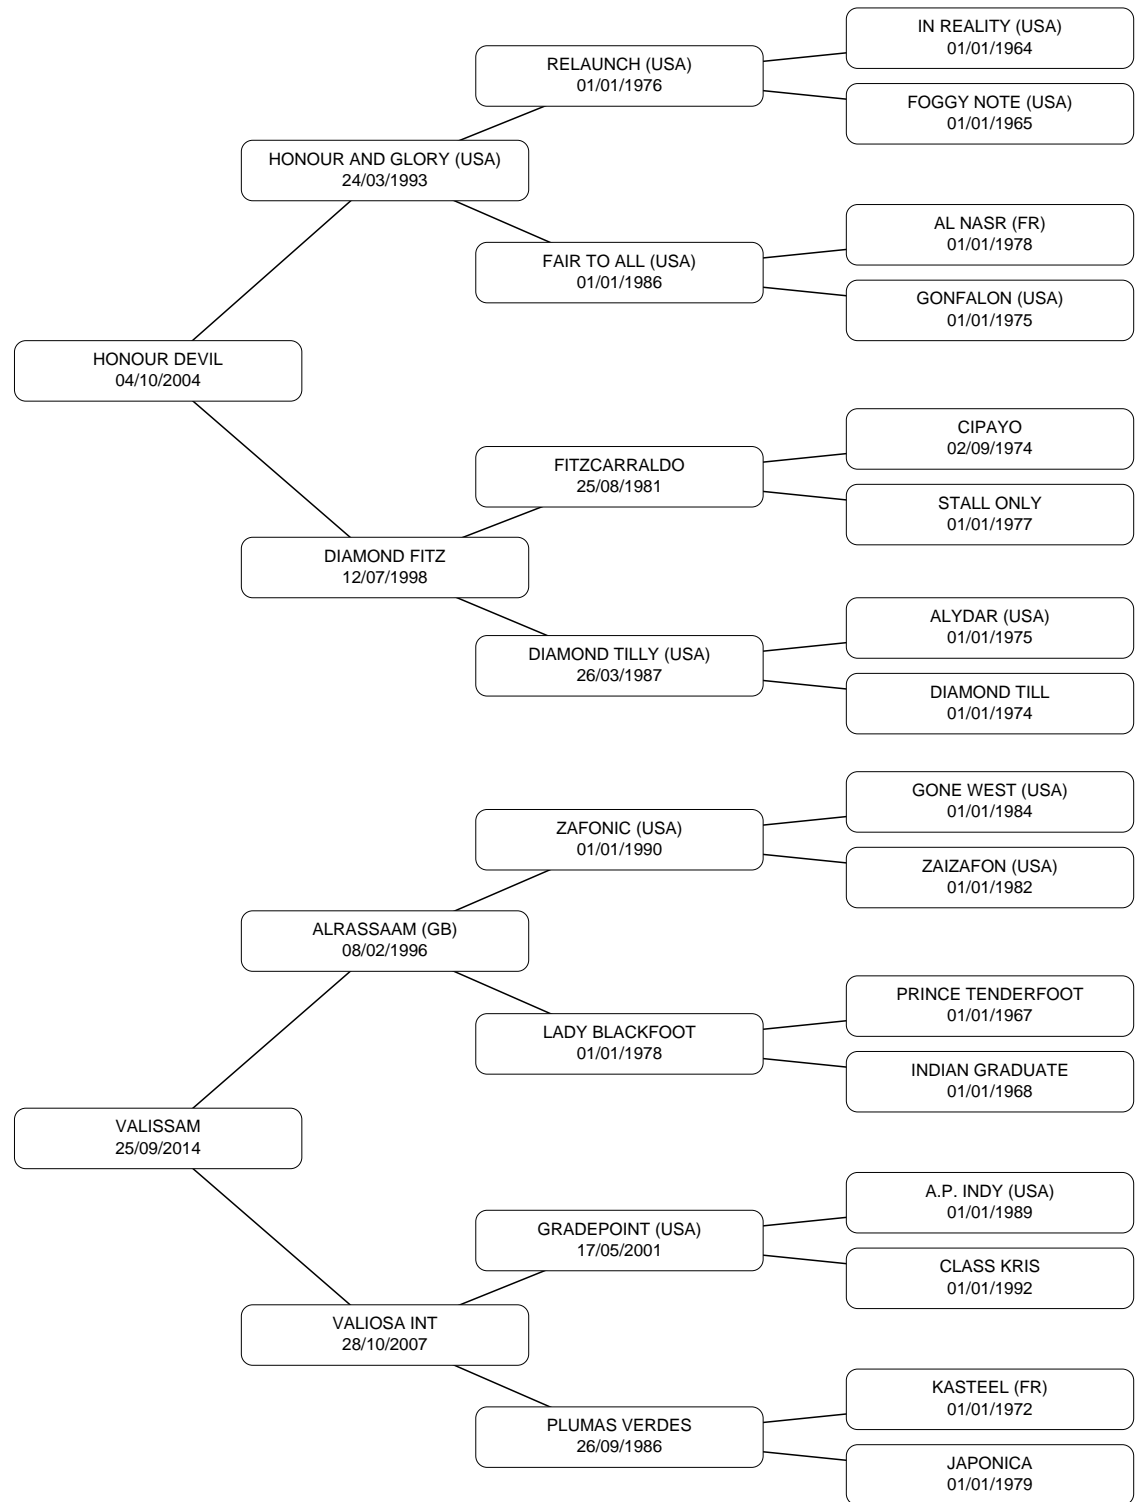 IN REALITY (USA)
01/01/1964
RELAUNCH (USA)
01/01/1976
FOGGY NOTE (USA)
01/01/1965
HONOUR AND GLORY (USA)
24/03/1993
AL NASR (FR)
01/01/1978
FAIR TO ALL (USA)
01/01/1986
GONFALON (USA)
01/01/1975
HONOUR DEVIL
04/10/2004
CIPAYO
02/09/1974
FITZCARRALDO
25/08/1981
STALL ONLY
01/01/1977
DIAMOND FITZ
12/07/1998
ALYDAR (USA)
01/01/1975
DIAMOND TILLY (USA)
26/03/1987
DIAMOND TILL
01/01/1974
GONE WEST (USA)
01/01/1984
ZAFONIC (USA)
01/01/1990
ZAIZAFON (USA)
01/01/1982
ALRASSAAM (GB)
08/02/1996
PRINCE TENDERFOOT
01/01/1967
LADY BLACKFOOT
01/01/1978
INDIAN GRADUATE
01/01/1968
VALISSAM
25/09/2014
A.P. INDY (USA)
01/01/1989
GRADEPOINT (USA)
17/05/2001
CLASS KRIS
01/01/1992
VALIOSA INT
28/10/2007
KASTEEL (FR)
01/01/1972
PLUMAS VERDES
26/09/1986
JAPONICA
01/01/1979